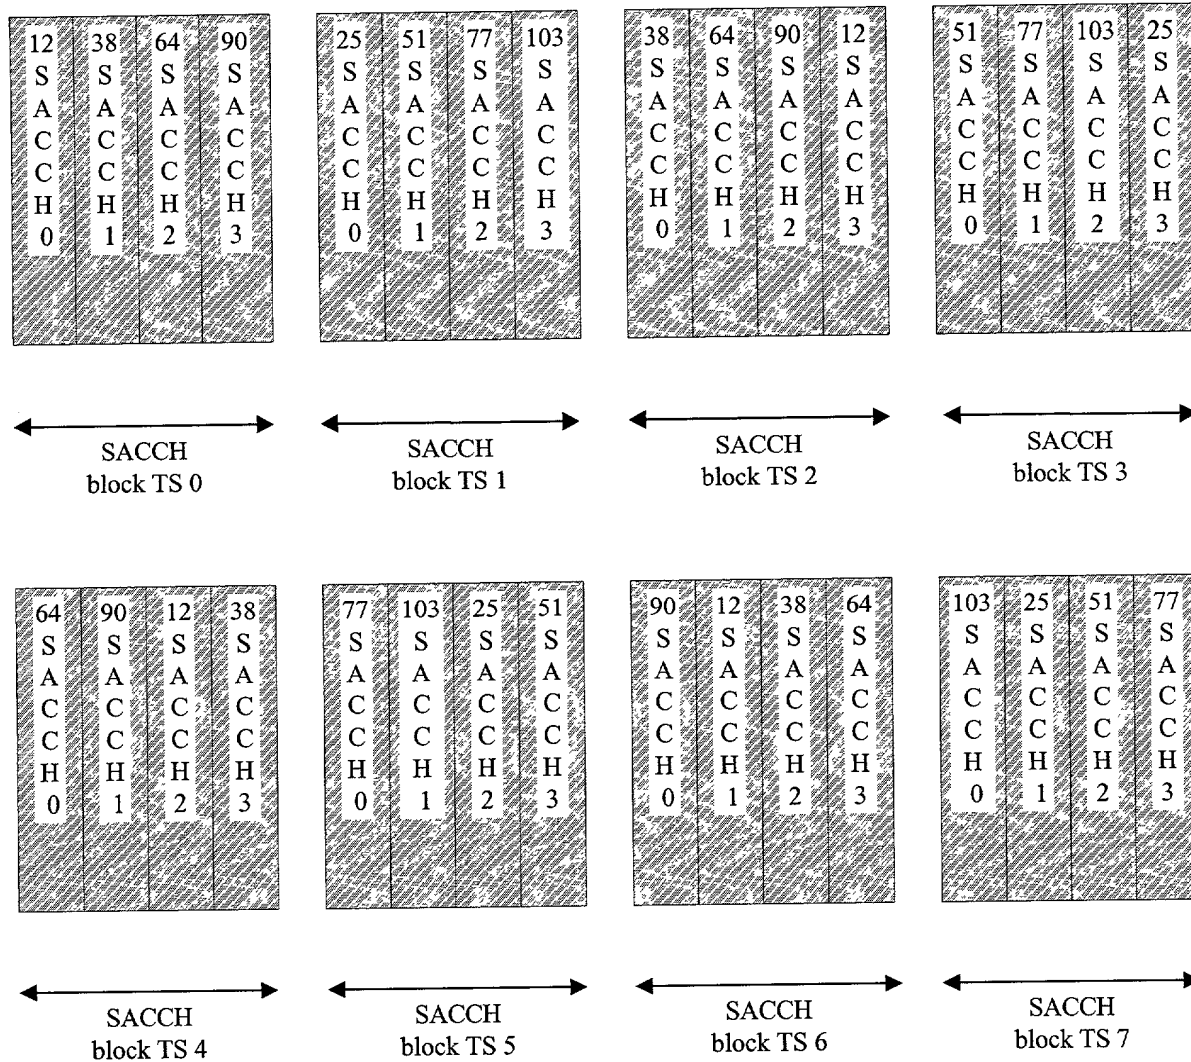 12 38 64 90
S S S S
A A A A
C C C C
C C C C
H H H H
0 1 2 3
SACCH
block TS 0
25 51 77 103
S S S S
A A A A
C C C C
C C C C
H H H H
0 1 2 3
SACCH
block TS 1
38 64 90 12
S S S S
A A A A
C C C C
C C C C
H H H H
0 1 2 3
SACCH
block TS 2
51 77 103 25
S S S S
A A A A
C C C C
C C C C
H H H H
0 1 2 3
SACCH
block TS 3
64 90 12 38
S S S S
A A A A
C C C C
C C C C
H H H H
0 1 2 3
SACCH
block TS 4
77 103 25 51
S S S S
A A A A
C C C C
C C C C
H H H H
0 1 2 3
SACCH
block TS 5
90 12 38 64
S S S S
A A A A
C C C C
C C C C
H H H H
0 1 2 3
SACCH
block TS 6
103 25 51 77
S S S S
A A A A
C C C C
C C C C
H H H H
0 1 2 3
SACCH
block TS 7